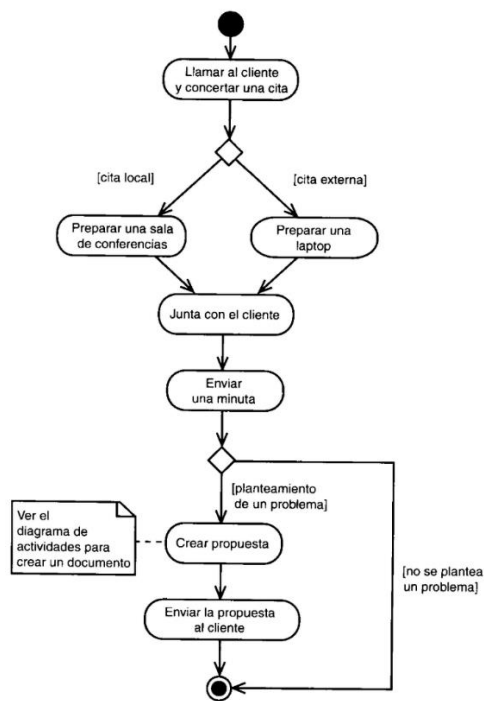 Llamar al cliente
y concertar una cita
[cita local]
[cita externa]
Preparar una sala
de conferencias
Preparar una
laptop
Junta con el cliente
Enviar
una minuta
[planteamiento
de un problema]
Ver el
diagrama de
actividades para
crear un documento
Crear propuesta
[no se plantea
un problema]
Enviar la propuesta
al cliente